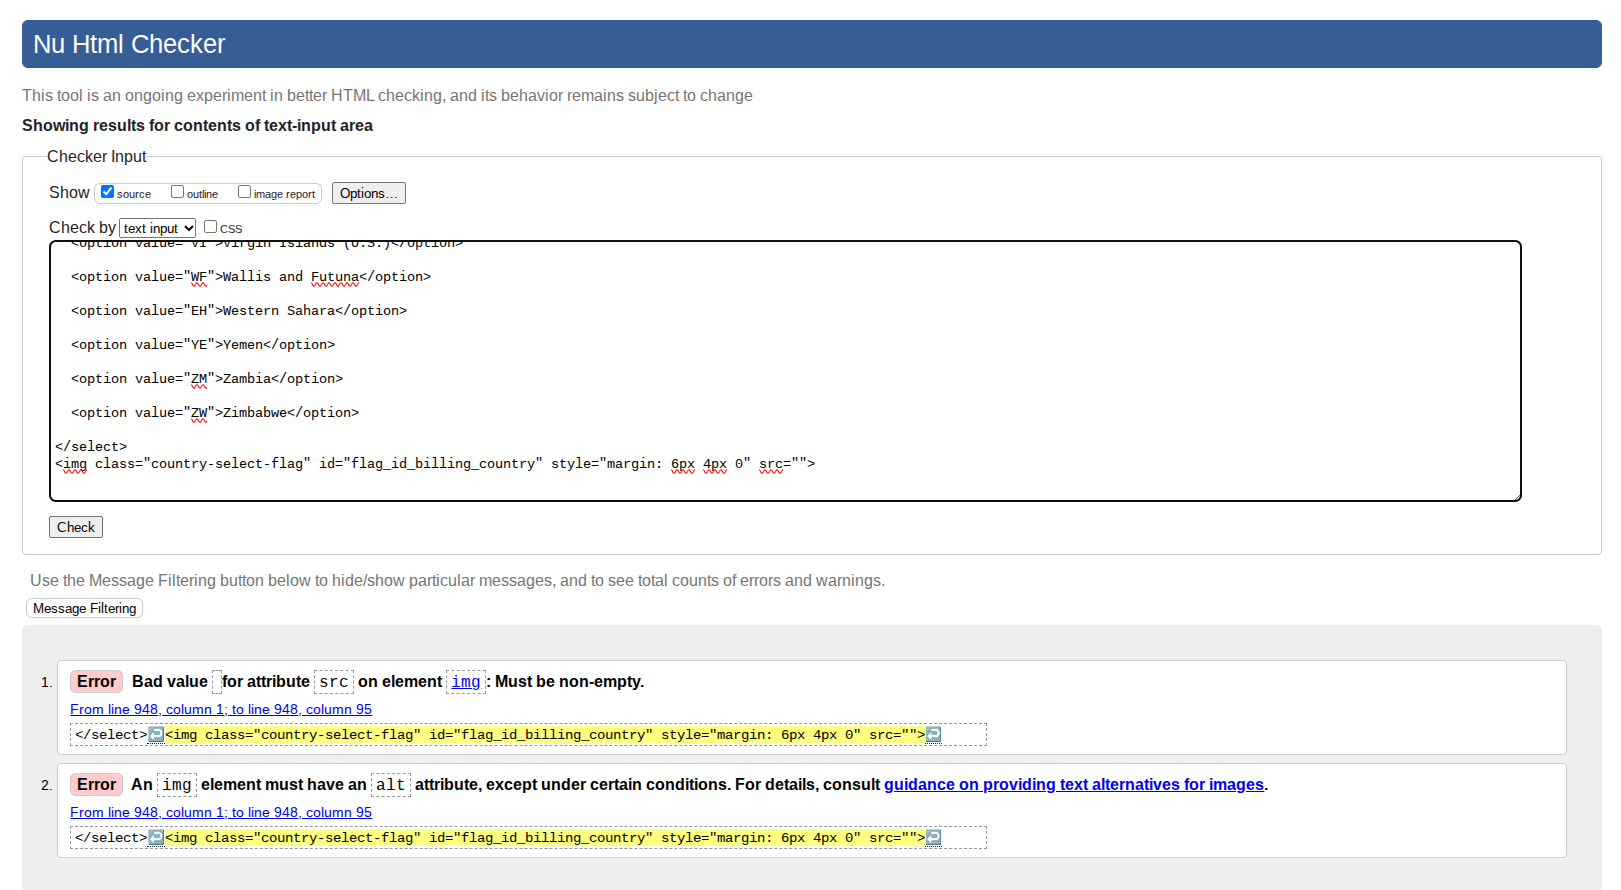 Nu Html Checker
This tool is an ongoing experiment in better HTML checking, and its behavior remains subject to change
Showing results for contents of text-input area
Checker Input
Show source outline image report Options...
Check by text input CSS
<option value="VI">Virgin Islands (U.S.)</option>
<option value="WF">Wallis and Futuna</option>
<option value="EH">Western Sahara</option>
<option value="YE">Yemen</option>
<option value="ZM">Zambia</option>
<option value="ZW">Zimbabwe</option>
</select>
<img class="country-select-flag" id="flag_id_billing_country" style="margin: 6px 4px 0" src="">
Check
Use the Message Filtering button below to hide/show particular messages, and to see total counts of errors and warnings.
Message Filtering
1. Error Bad value for attribute src on element img: Must be non-empty.
From line 948, column 1; to line 948, column 95
</select>↩<img class="country-select-flag" id="flag_id_billing_country" style="margin: 6px 4px 0" src="">↩
2. Error An img element must have an alt attribute, except under certain conditions. For details, consult guidance on providing text alternatives for images.
From line 948, column 1; to line 948, column 95
</select>↩<img class="country-select-flag" id="flag_id_billing_country" style="margin: 6px 4px 0" src="">↩